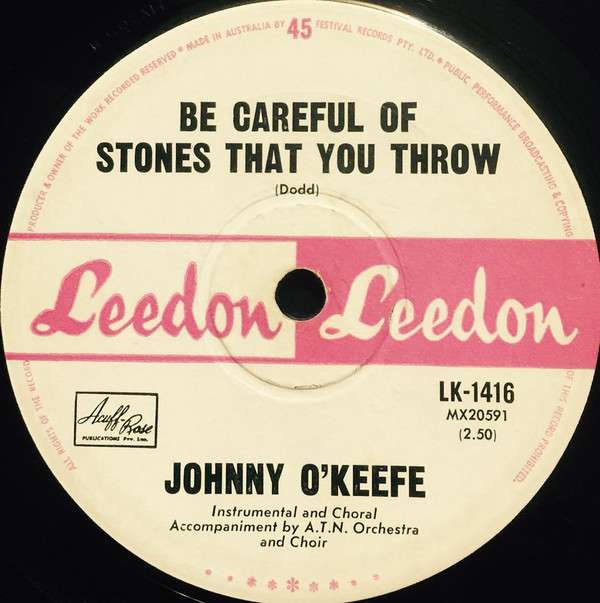 MADE IN AUSTRALIA BY 45 FESTIVAL RECORDS PTY. LTD. • PUBLIC PERFORMANCE BROADCASTING & COPYING
OF THIS RECORD PROHIBITED.
ALL RIGHTS OF THE RECORD
PRODUCER & OWNER OF THE WORK RECORDED RESERVED •
BE CAREFUL OF
STONES THAT YOU THROW
(Dodd)
Leedon Leedon
LK-1416
MX20591
(2.50)
Acuff-Rose
PUBLICATIONS Pty. Ltd.
JOHNNY O'KEEFE
Instrumental and Choral
Accompaniment by A.T.N. Orchestra
and Choir